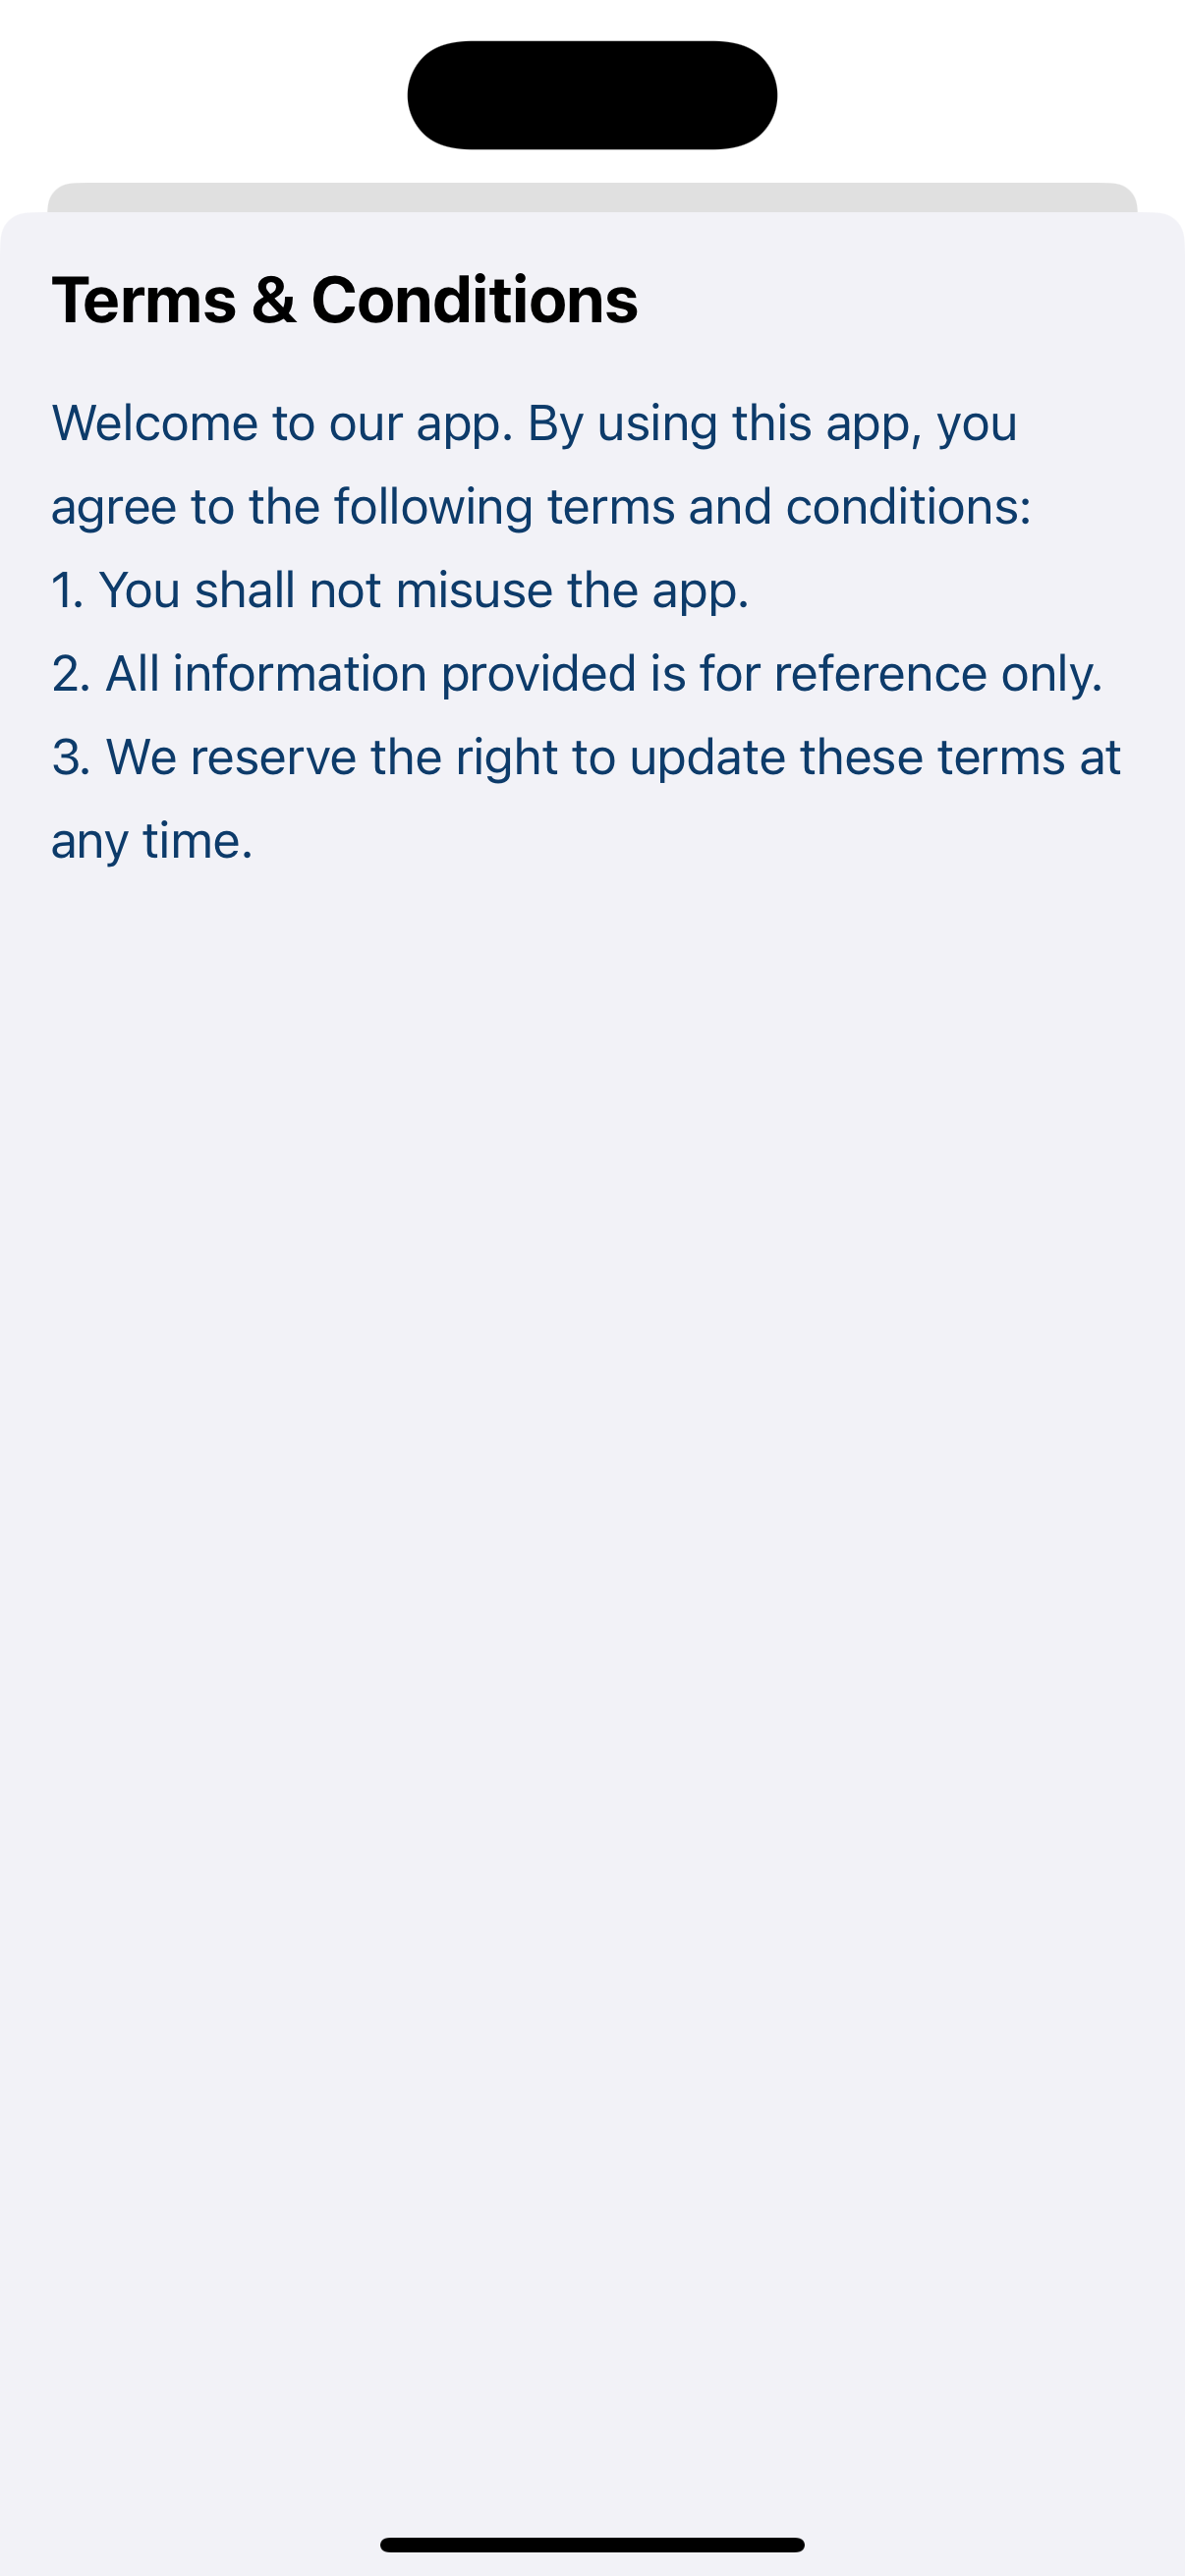 Terms & Conditions
Welcome to our app. By using this app, you
agree to the following terms and conditions:
1. You shall not misuse the app.
2. All information provided is for reference only.
3. We reserve the right to update these terms at
any time.